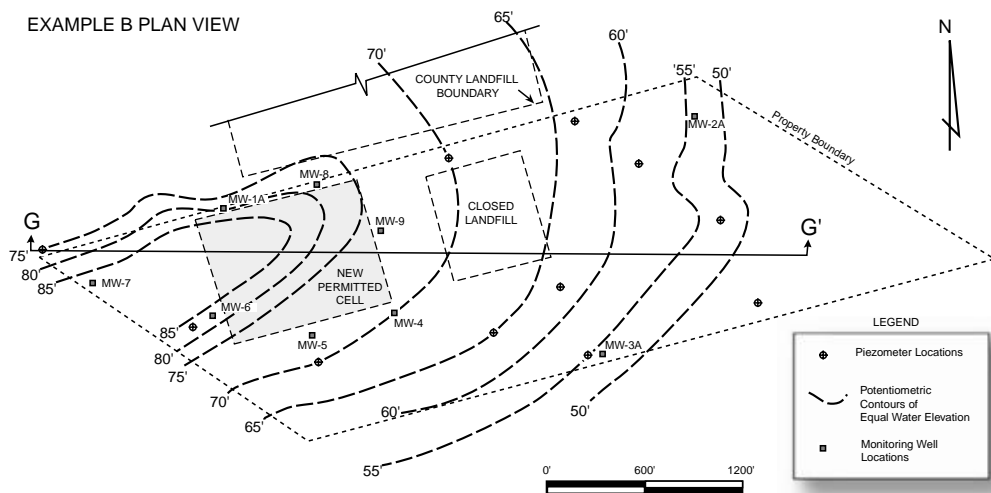 EXAMPLE B PLAN VIEW
65'
60'
N
70'
COUNTY LANDFILL
BOUNDARY
'55'
50'
MW-2A
Property Boundary
MW-8
MW-1A
CLOSED
LANDFILL
MW-9
G
G'
75'
80'
85'
MW-7
NEW
PERMITTED
CELL
MW-6
MW-4
MW-5
85'
80'
75'
MW-3A
70'
65'
60'
50'
55'
LEGEND
Piezometer Locations
Potentiometric
Contours of
Equal Water Elevation
Monitoring Well
Locations
0'
600'
1200'